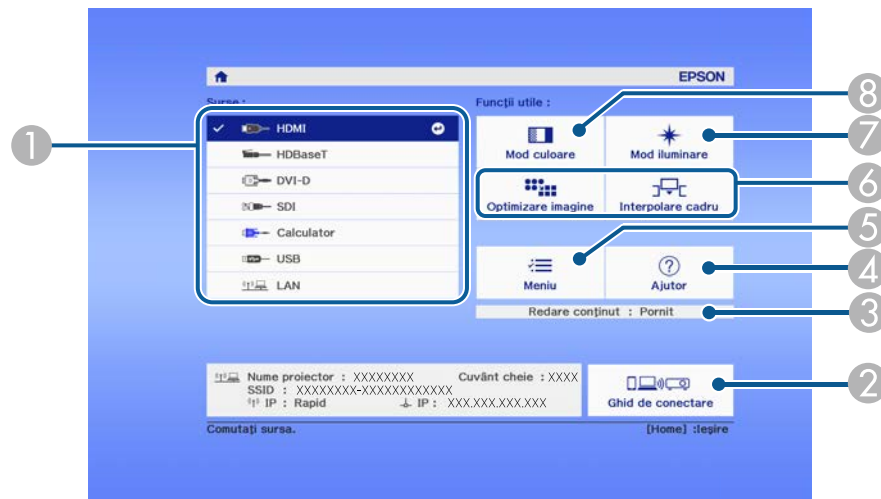 EPSON
Surse :
HDMI
HDBaseT
DVI-D
SDI
Calculator
USB
LAN
Funcții utile :
Mod culoare
Mod iluminare
Optimizare imagine
Interpolare cadru
Meniu
Ajutor
Redare conținut : Pornit
Nume proiector : XXXXXXXX Cuvânt cheie : XXXX
SSID : XXXXXXXX-XXXXXXXXXXXX
IP : Rapid IP : XXX.XXX.XXX.XXX
Ghid de conectare
Comutați sursa. [Home] :Ieşire
1
8
7
6
5
4
3
2